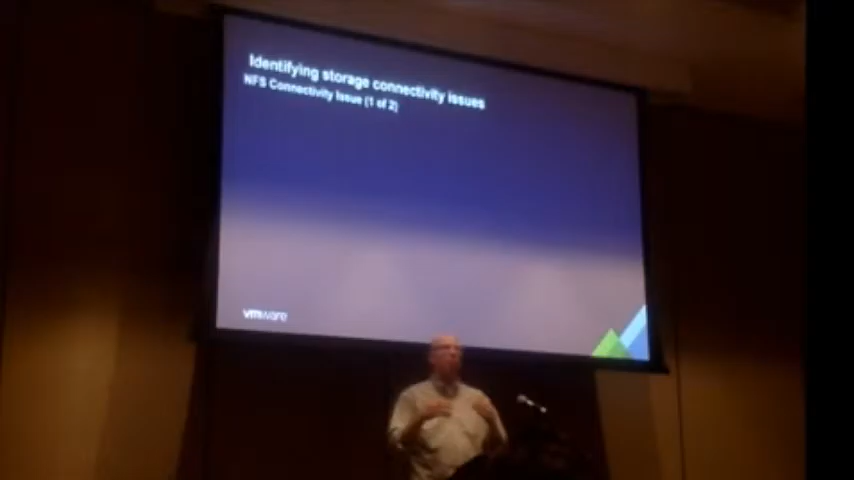 Identifying storage connectivity issues
NFS Connectivity Issue (1 of 2)
vmware